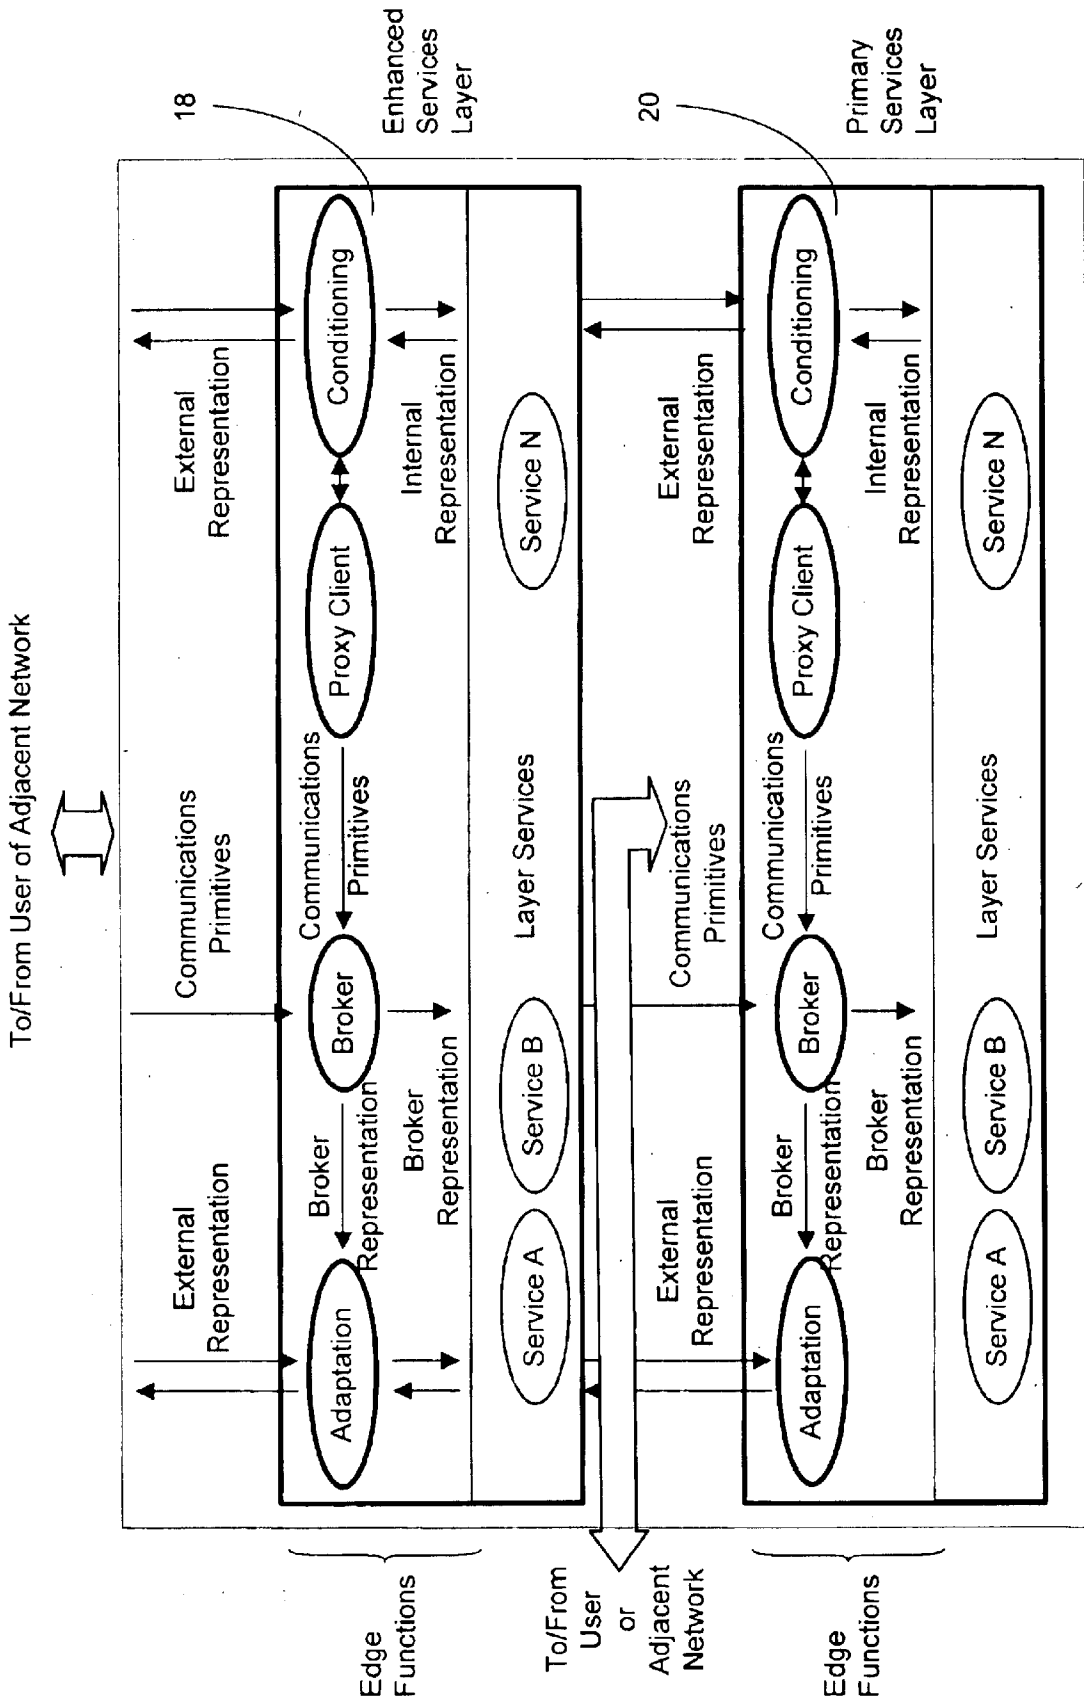 To/From User of Adjacent Network
External
Representation
Communications
Primitives
External
Representation
18
Enhanced
Services
Layer
Edge
Functions
Adaptation
Broker
Representation
Broker
Communications
Primitives
Proxy Client
Conditioning
Broker
Representation
Internal
Representation
Service A
Service B
Layer Services
Service N
To/From
User
or
Adjacent
Network
External
Representation
Communications
Primitives
External
Representation
20
Primary
Services
Layer
Edge
Functions
Adaptation
Broker
Representation
Broker
Communications
Primitives
Proxy Client
Conditioning
Broker
Representation
Internal
Representation
Service A
Service B
Layer Services
Service N